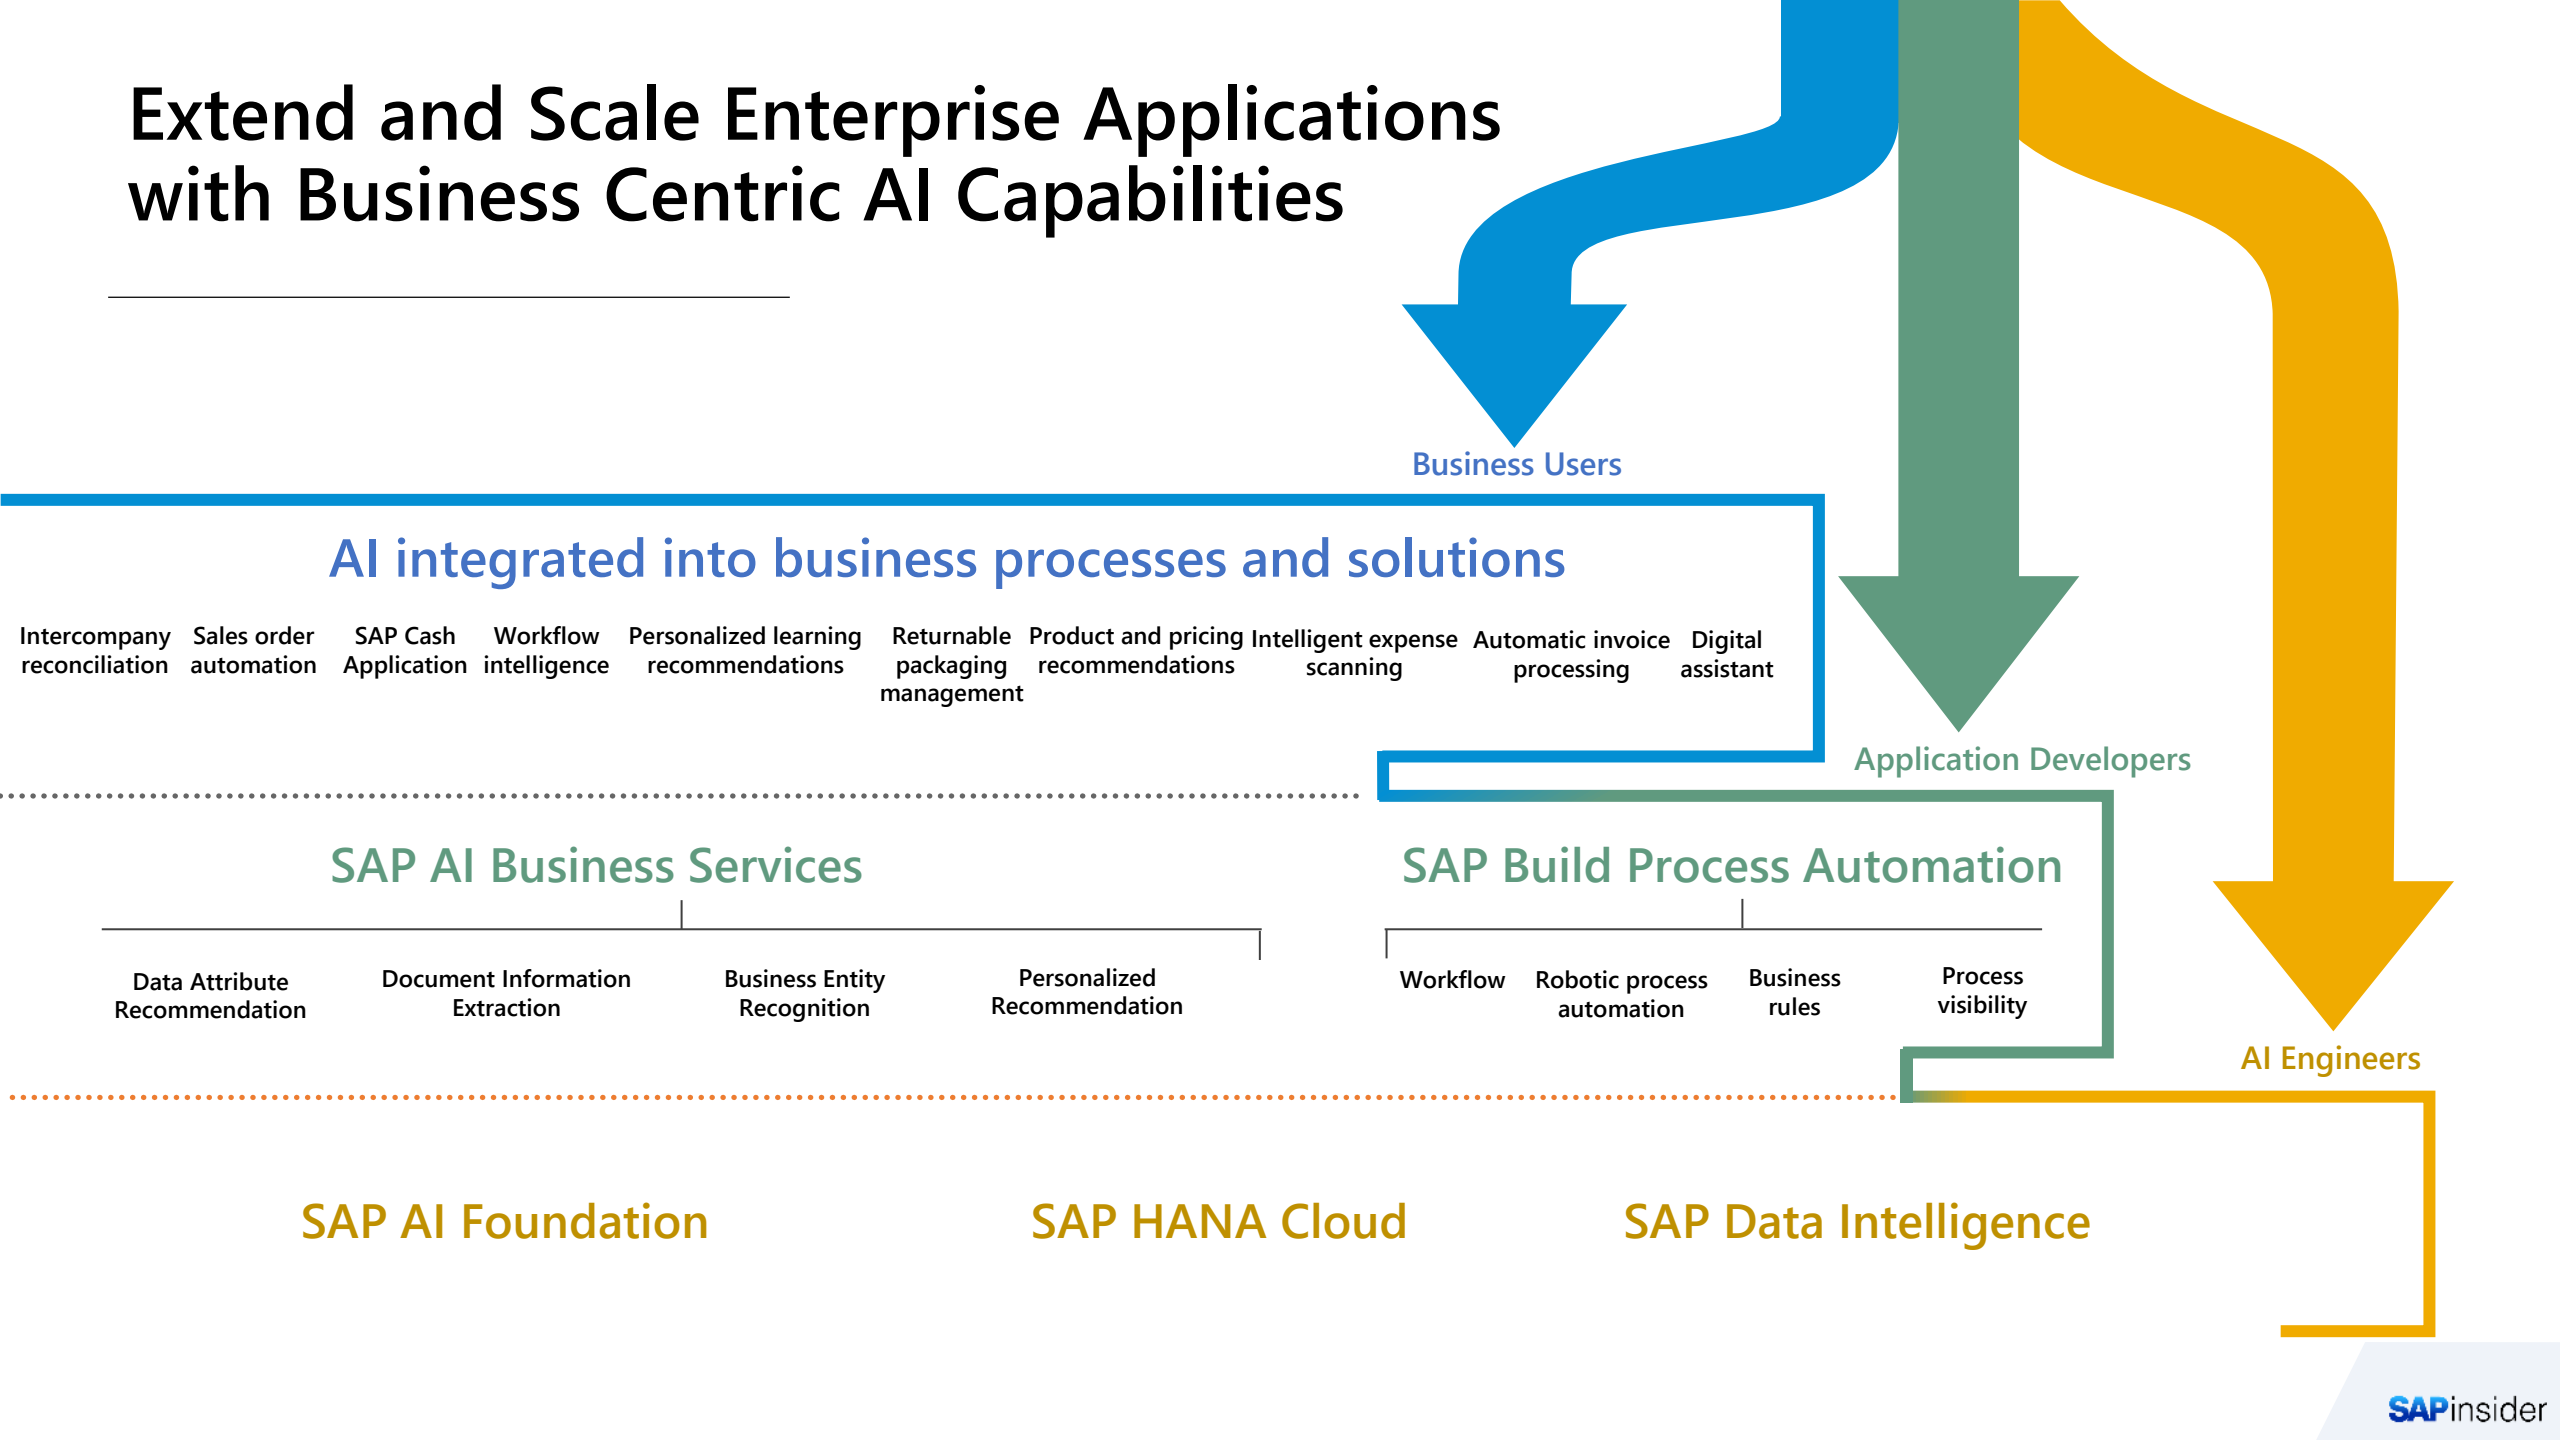 Extend and Scale Enterprise Applications
with Business Centric AI Capabilities
Business Users
AI integrated into business processes and solutions
Intercompany
reconciliation
Sales order
automation
SAP Cash
Application
Workflow
intelligence
Personalized learning
recommendations
Returnable
packaging
management
Product and pricing
recommendations
Intelligent expense
scanning
Automatic invoice
processing
Digital
assistant
Application Developers
SAP AI Business Services
Data Attribute
Recommendation
Document Information
Extraction
Business Entity
Recognition
Personalized
Recommendation
SAP Build Process Automation
Workflow
Robotic process
automation
Business
rules
Process
visibility
AI Engineers
SAP AI Foundation
SAP HANA Cloud
SAP Data Intelligence
SAPinsider